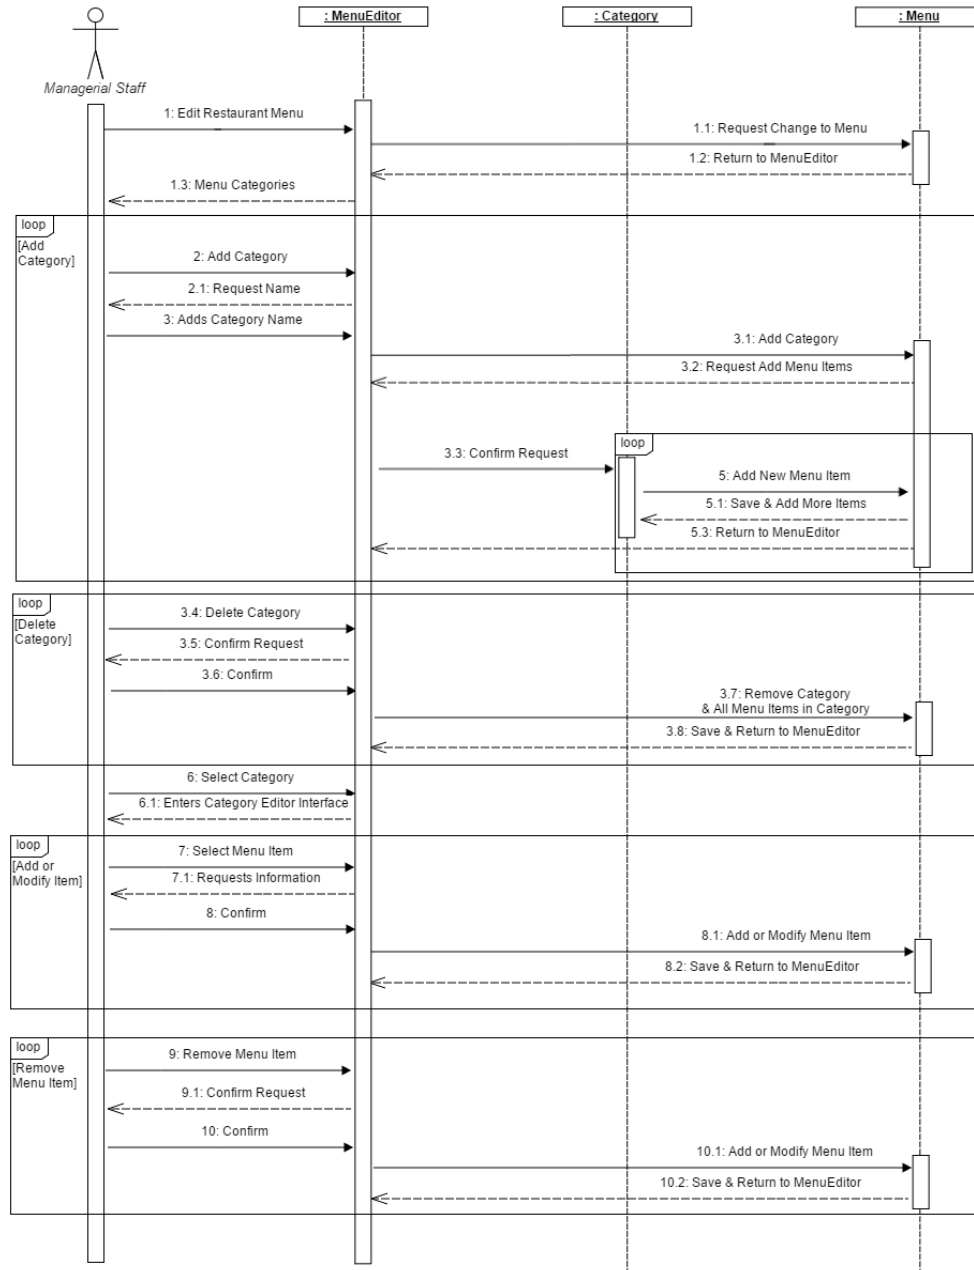 : MenuEditor
: Category
: Menu
Managerial Staff
1: Edit Restaurant Menu
1.1: Request Change to Menu
1.2: Return to MenuEditor
1.3: Menu Categories
loop
[Add
Category]
2: Add Category
2.1: Request Name
3: Adds Category Name
3.1: Add Category
3.2: Request Add Menu Items
loop
3.3: Confirm Request
5: Add New Menu Item
5.1: Save & Add More Items
5.3: Return to MenuEditor
loop
[Delete
Category]
3.4: Delete Category
3.5: Confirm Request
3.6: Confirm
3.7: Remove Category
& All Menu Items in Category
3.8: Save & Return to MenuEditor
6: Select Category
6.1: Enters Category Editor Interface
loop
[Add or
Modify Item]
7: Select Menu Item
7.1: Requests Information
8: Confirm
8.1: Add or Modify Menu Item
8.2: Save & Return to MenuEditor
loop
[Remove
Menu Item]
9: Remove Menu Item
9.1: Confirm Request
10: Confirm
10.1: Add or Modify Menu Item
10.2: Save & Return to MenuEditor